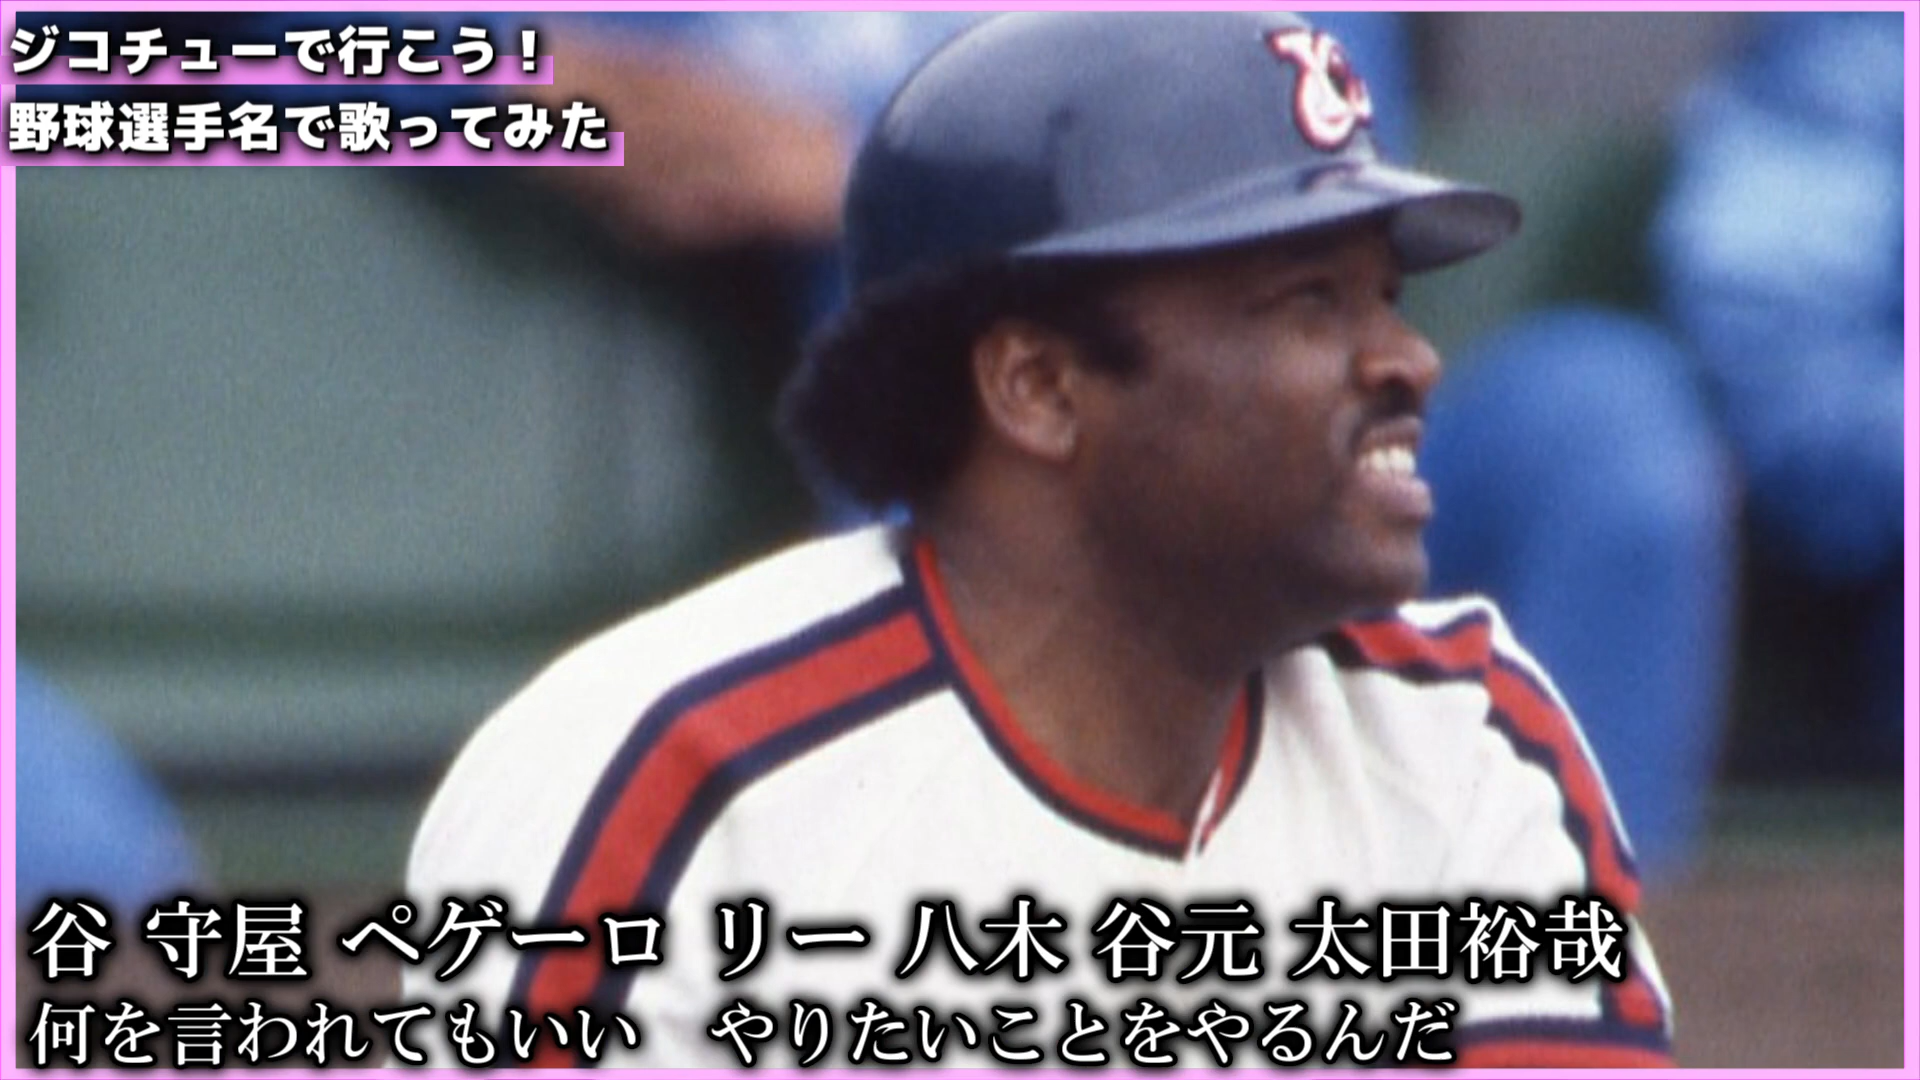 ジコチューで行こう！
野球選手名で歌ってみた
谷 守屋 ペゲーロ リー 八木 谷元 太田裕哉
何を言われてもいい　やりたいことをやるんだ